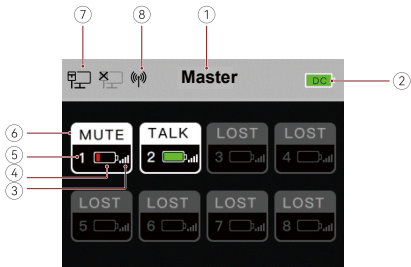 ⑦ ⑧ ①
Master
DC
②
⑥ MUTE TALK LOST LOST
⑤ 1 2 3 4
④
③
LOST LOST LOST LOST
5 6 7 8